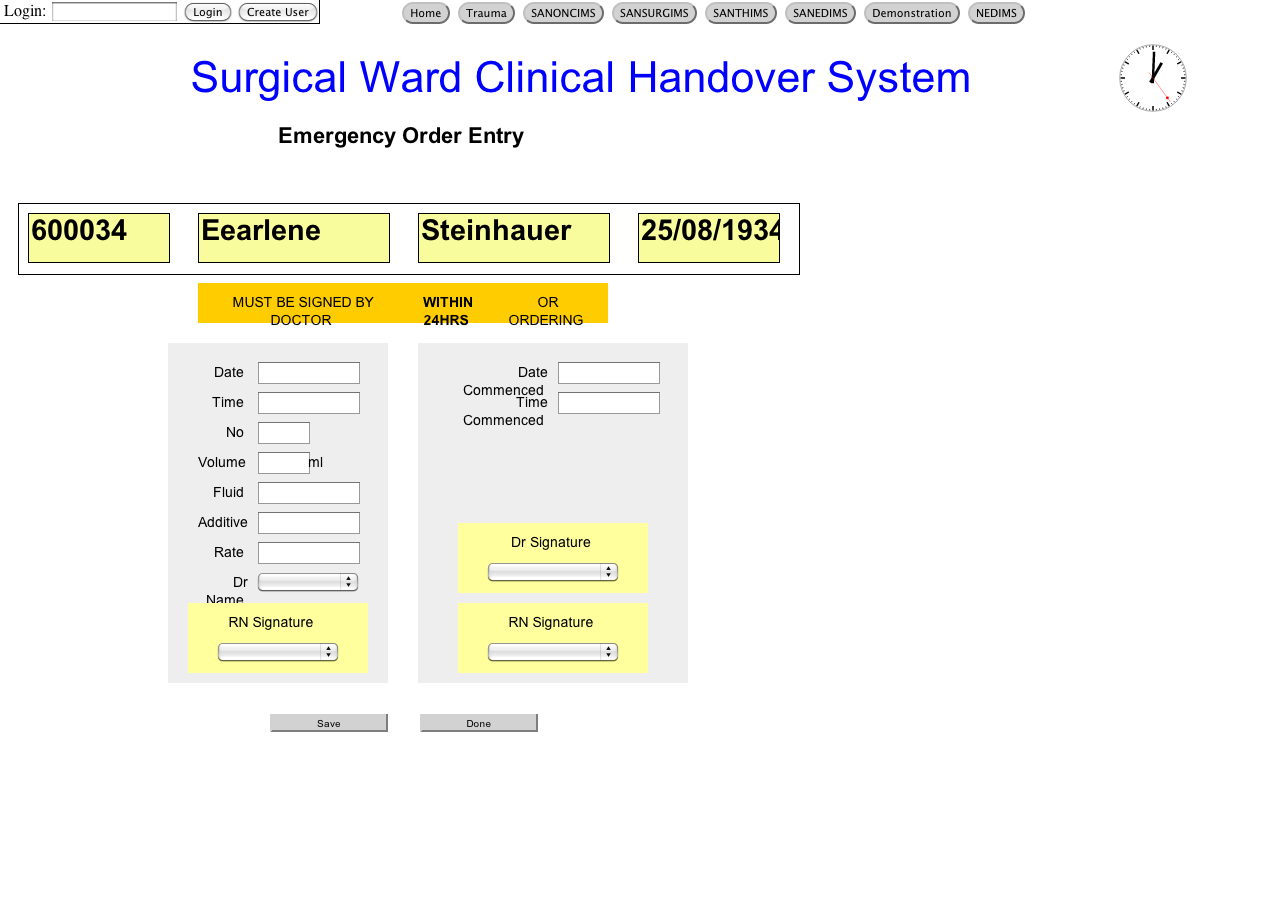 Login: Login Create User Home Trauma SANONCIMS SANSURGIMS SANTHIMS SANEDIMS Demonstration NEDIMS
Surgical Ward Clinical Handover System
Emergency Order Entry
600034 Eearlene Steinhauer 25/08/1934
MUST BE SIGNED BY DOCTOR WITHIN 24HRS OR ORDERING
Date
Time
No
Volume ml
Fluid
Additive
Rate
Dr Name
RN Signature
Date Commenced
Time Commenced
Dr Signature
RN Signature
Save Done